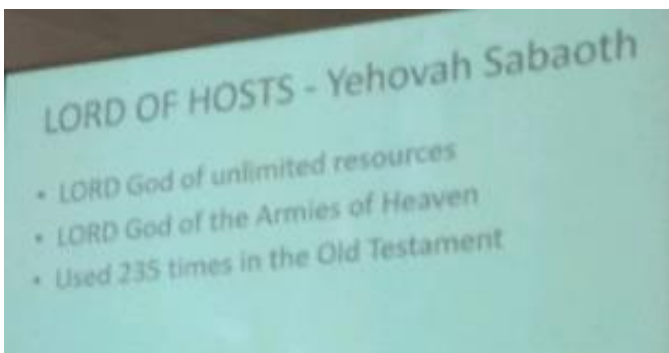 LORD OF HOSTS - Yehovah Sabaoth
• LORD God of unlimited resources
• LORD God of the Armies of Heaven
• Used 235 times in the Old Testament